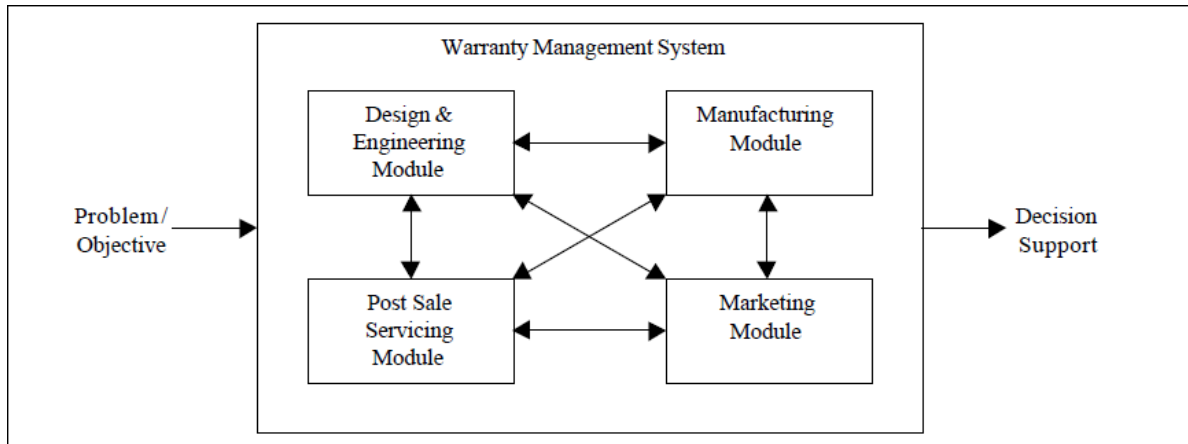 Warranty Management System
Design &
Engineering
Module
Manufacturing
Module
Problem/
Objective
Decision
Support
Post Sale
Servicing
Module
Marketing
Module